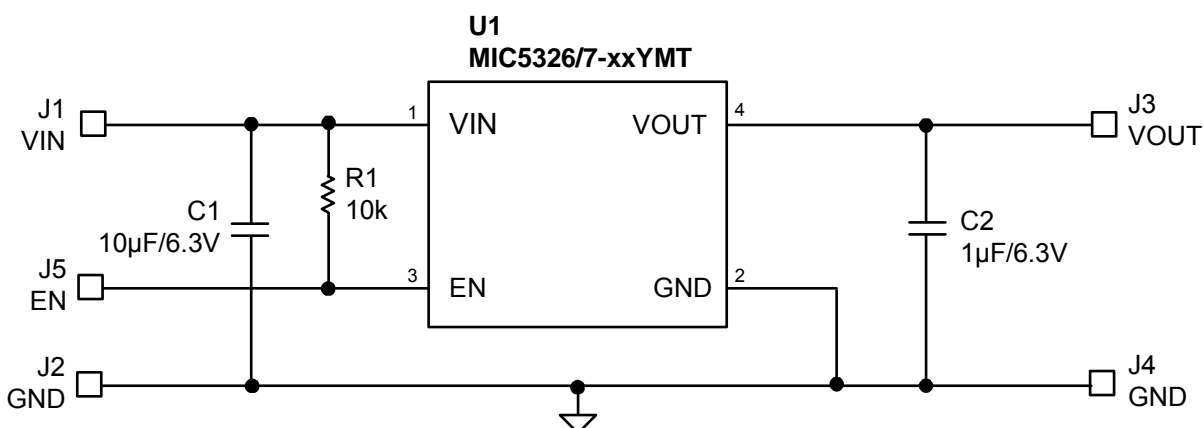 U1
MIC5326/7-xxYMT
J1
VIN
1
VIN
VOUT
4
J3
VOUT
R1
10k
C1
10µF/6.3V
C2
1µF/6.3V
J5
EN
3
EN
GND
2
J2
GND
J4
GND